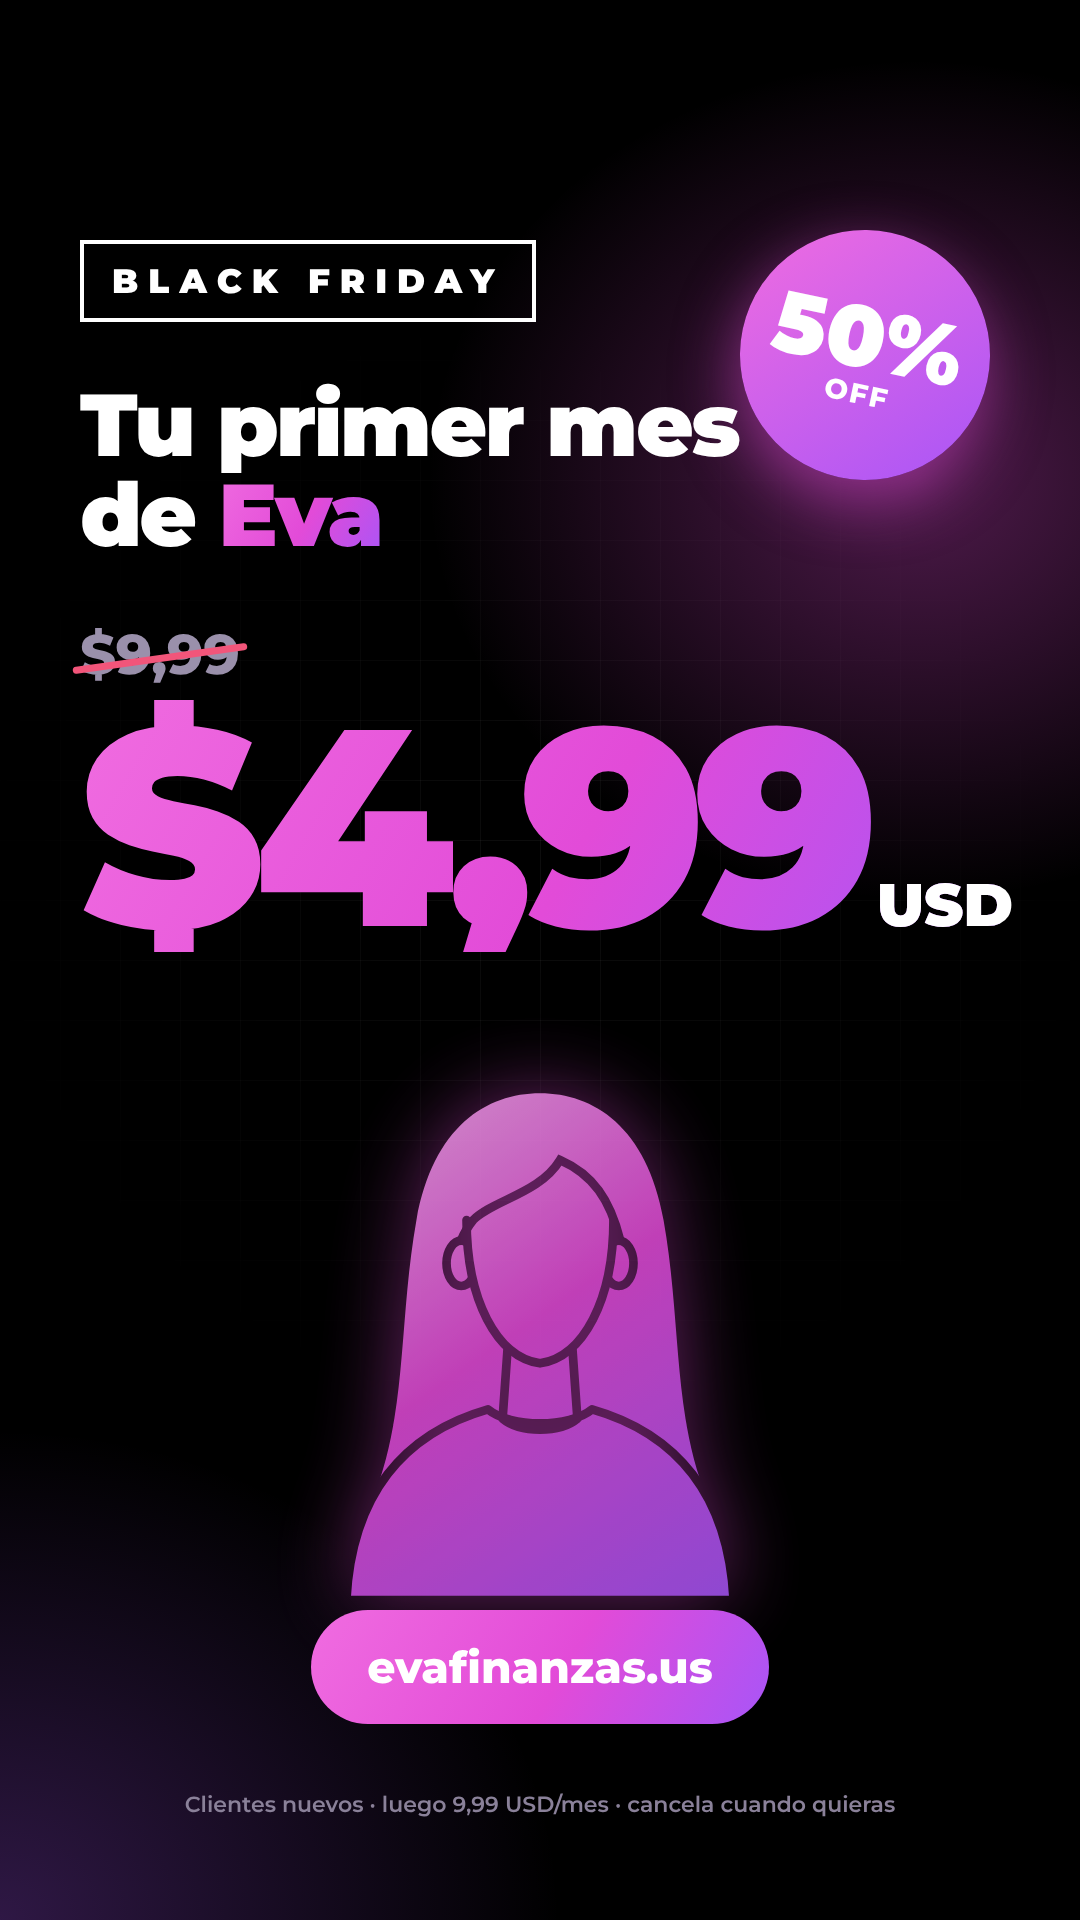 BLACK FRIDAY
50%
OFF
Tu primer mes
de Eva
$9,99
$4,99 USD
evafinanzas.us
Clientes nuevos · luego 9,99 USD/mes · cancela cuando quieras